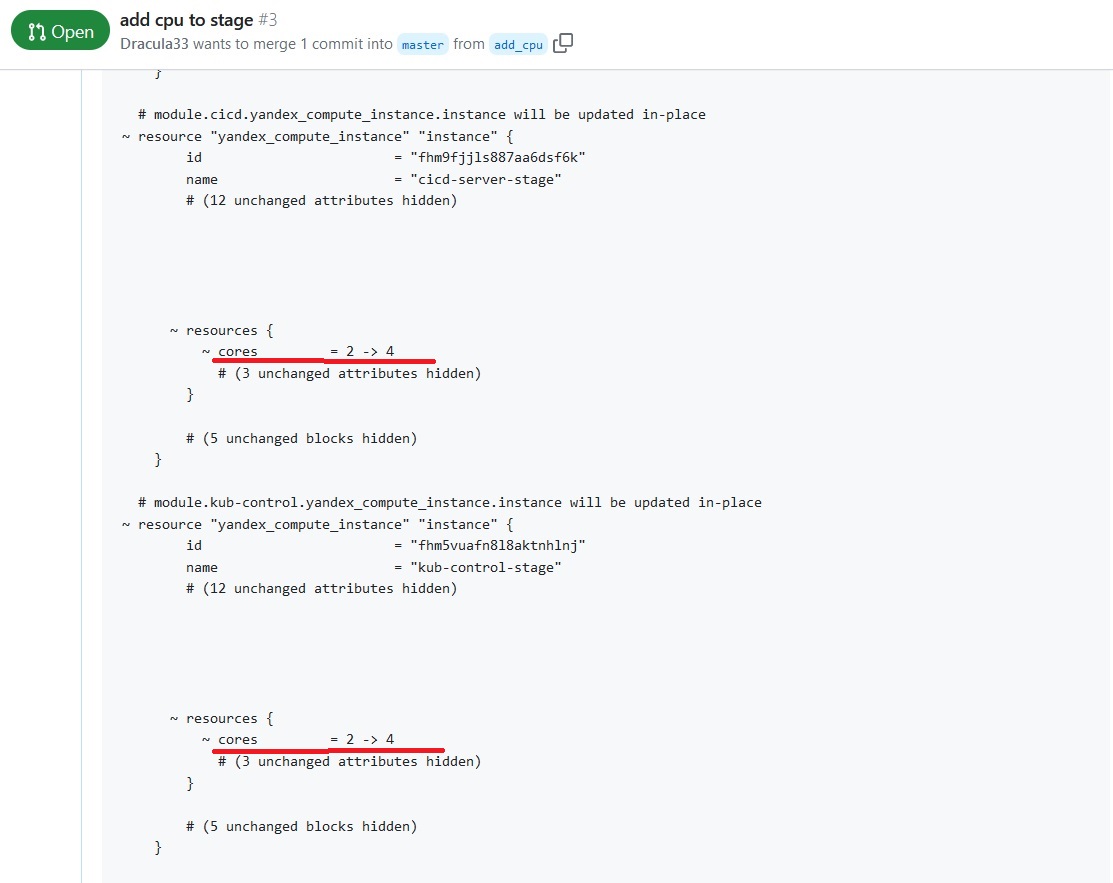 Open
add cpu to stage #3
Dracula33 wants to merge 1 commit into master from add_cpu
}
# module.cicd.yandex_compute_instance.instance will be updated in-place
~ resource "yandex_compute_instance" "instance" {
id = "fhm9fjjls887aa6dsf6k"
name = "cicd-server-stage"
# (12 unchanged attributes hidden)
~ resources {
~ cores = 2 -> 4
# (3 unchanged attributes hidden)
}
# (5 unchanged blocks hidden)
}
# module.kub-control.yandex_compute_instance.instance will be updated in-place
~ resource "yandex_compute_instance" "instance" {
id = "fhm5vuafn8l8aktnhlnj"
name = "kub-control-stage"
# (12 unchanged attributes hidden)
~ resources {
~ cores = 2 -> 4
# (3 unchanged attributes hidden)
}
# (5 unchanged blocks hidden)
}